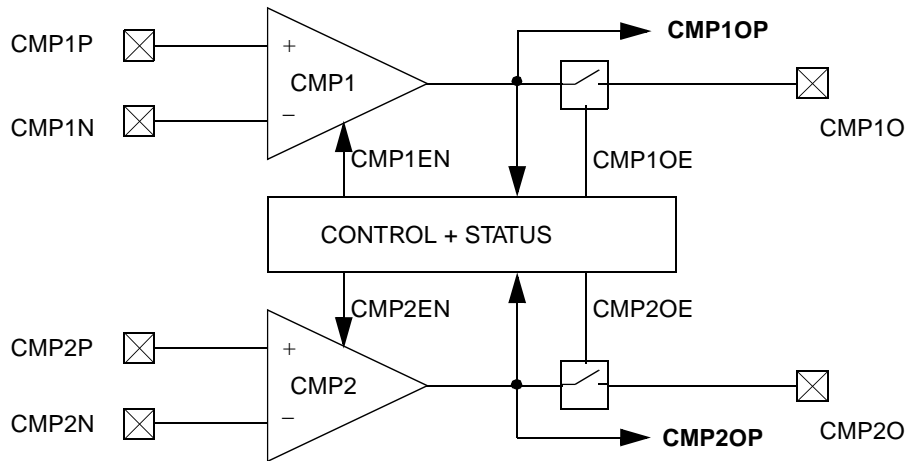 CMP1P
+
CMP1
CMP1OP
CMP1N
−
CMP1O
CMP1EN
CMP1OE
CONTROL + STATUS
CMP2EN
CMP2OE
CMP2P
+
CMP2
CMP2N
−
CMP2O
CMP2OP